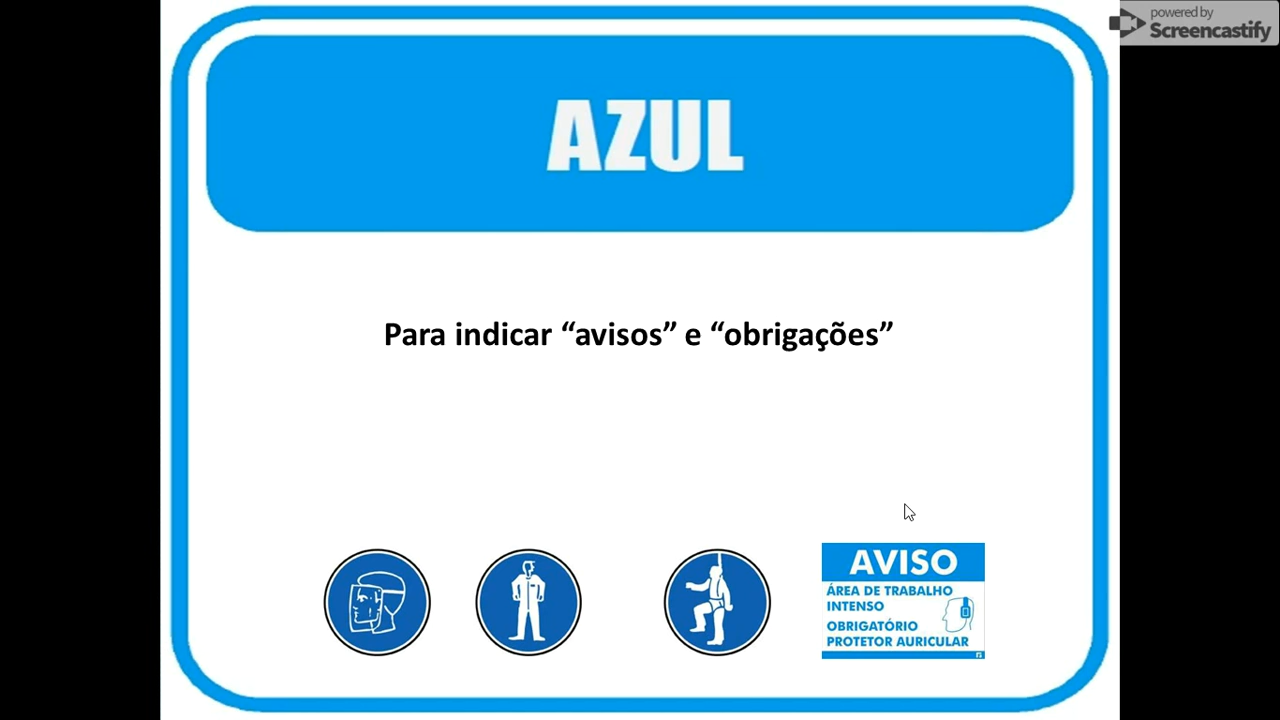 powered by
Screencastify
AZUL
Para indicar “avisos” e “obrigações”
AVISO
ÁREA DE TRABALHO
INTENSO
OBRIGATÓRIO
PROTETOR AURICULAR